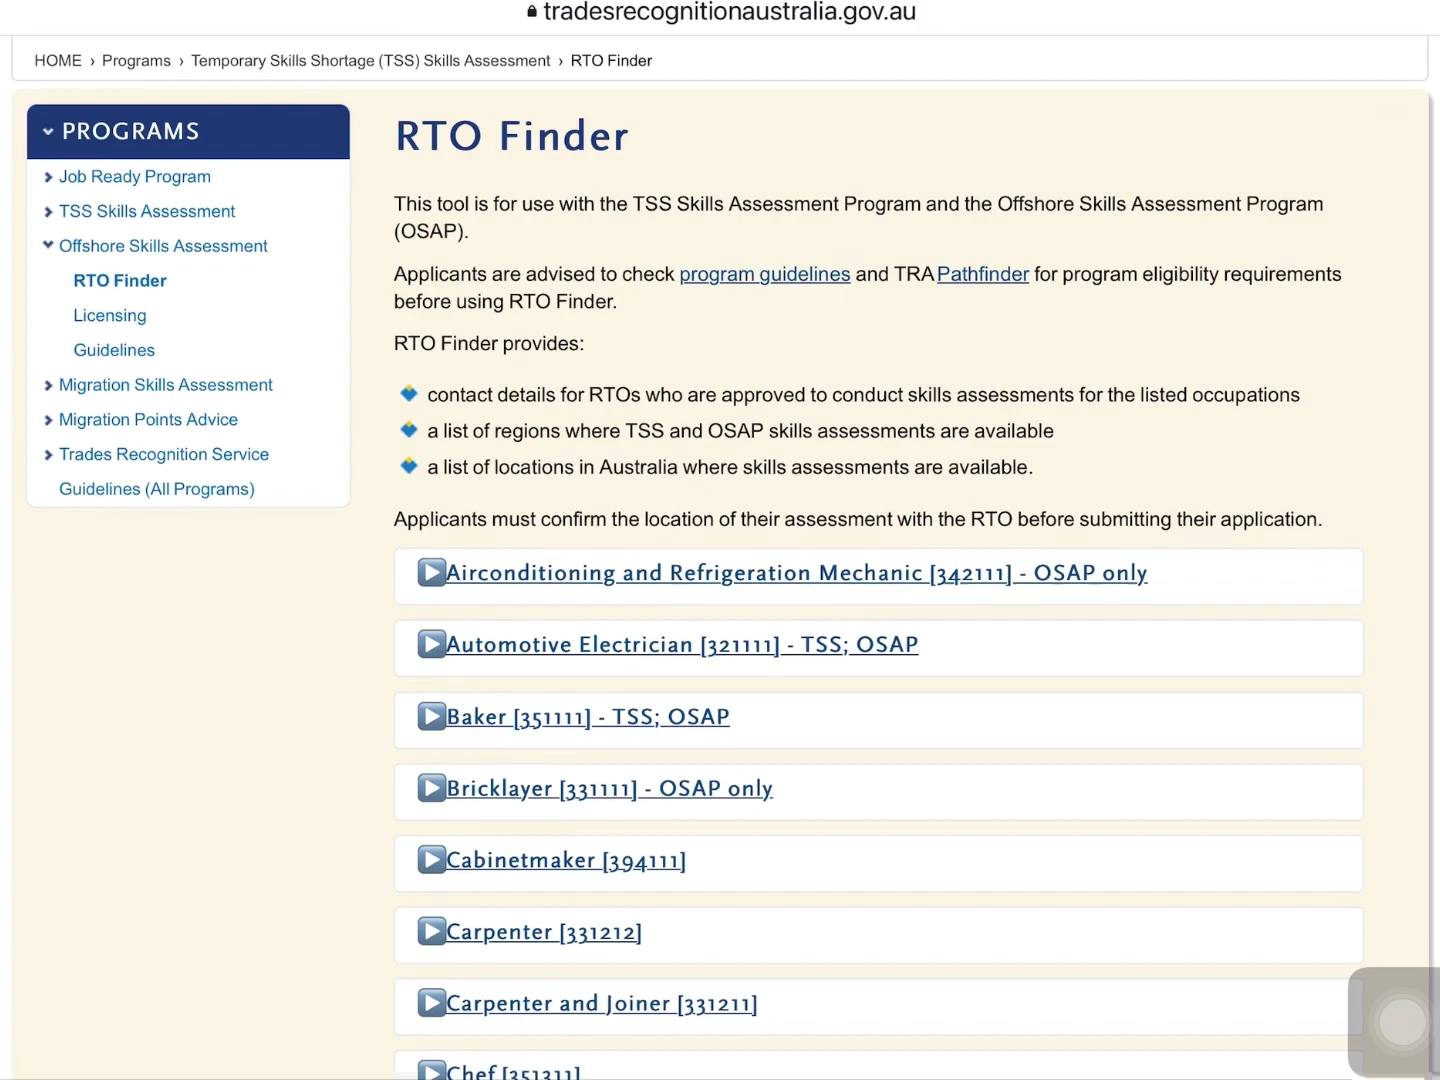 tradesrecognitionaustralia.gov.au
HOME › Programs › Temporary Skills Shortage (TSS) Skills Assessment › RTO Finder
PROGRAMS
Job Ready Program
TSS Skills Assessment
Offshore Skills Assessment
RTO Finder
Licensing
Guidelines
Migration Skills Assessment
Migration Points Advice
Trades Recognition Service
Guidelines (All Programs)
RTO Finder
This tool is for use with the TSS Skills Assessment Program and the Offshore Skills Assessment Program
(OSAP).
Applicants are advised to check program guidelines and TRA Pathfinder for program eligibility requirements
before using RTO Finder.
RTO Finder provides:
contact details for RTOs who are approved to conduct skills assessments for the listed occupations
a list of regions where TSS and OSAP skills assessments are available
a list of locations in Australia where skills assessments are available.
Applicants must confirm the location of their assessment with the RTO before submitting their application.
Airconditioning and Refrigeration Mechanic [342111] - OSAP only
Automotive Electrician [321111] - TSS; OSAP
Baker [351111] - TSS; OSAP
Bricklayer [331111] - OSAP only
Cabinetmaker [394111]
Carpenter [331212]
Carpenter and Joiner [331211]
Chef [351311]